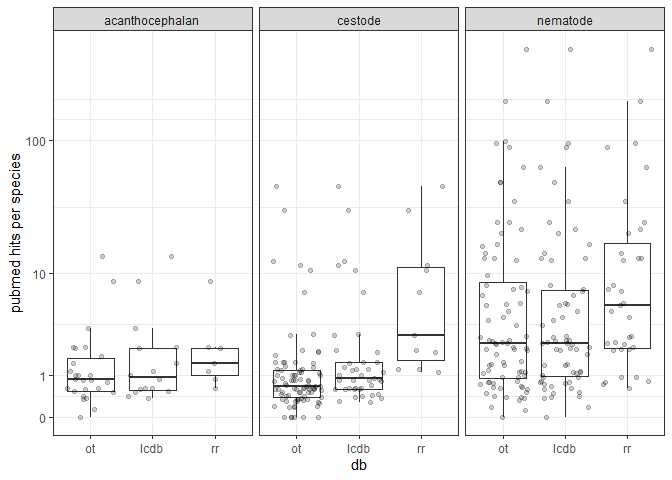 acanthocephalan cestode nematode
pubmed hits per species
100
10
1
0
ot lcdb rr ot lcdb rr ot lcdb rr
db